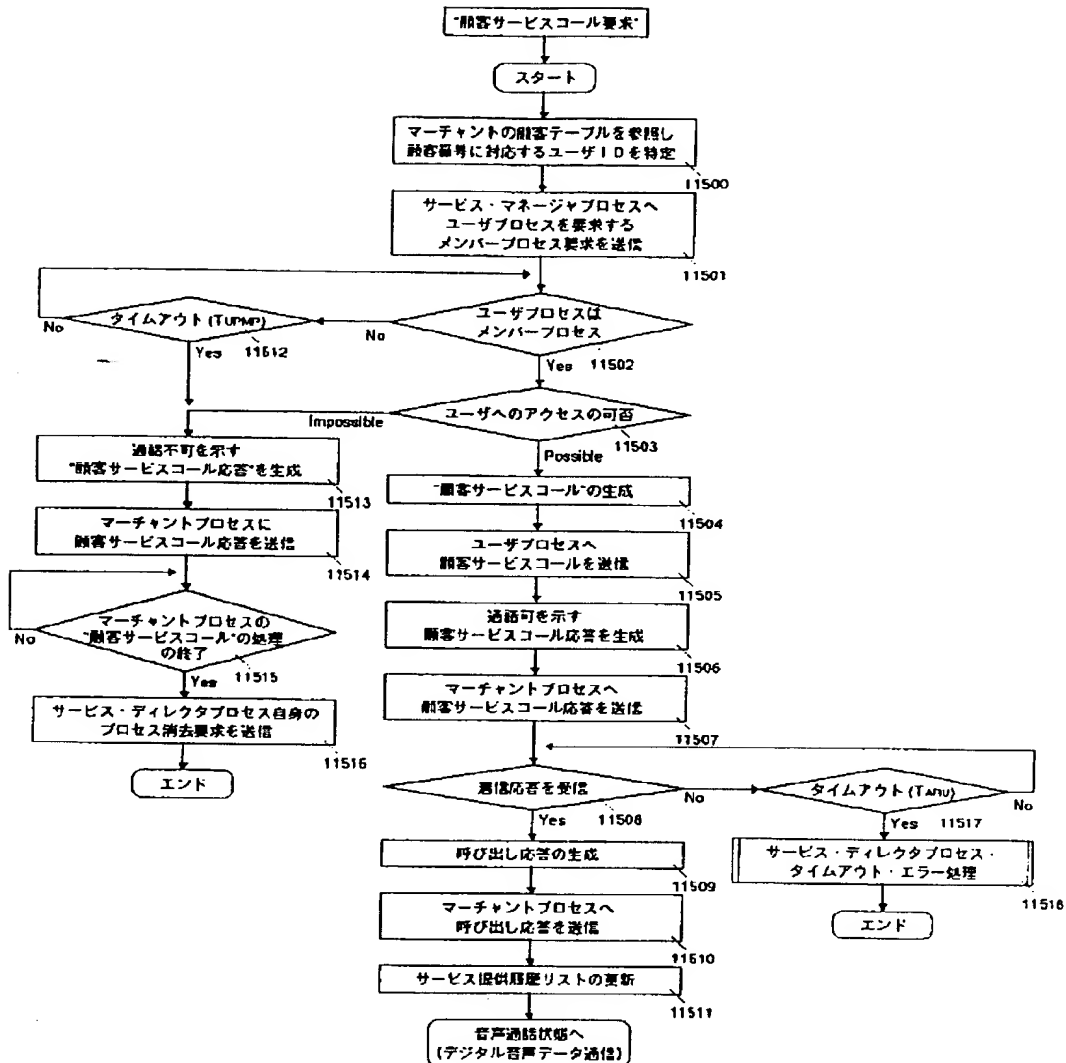 "顧客サービスコール要求"
スタート
マーチャントの顧客テーブルを参照し
顧客番号に対応するユーザIDを特定
11500
サービス・マネージャプロセスへ
ユーザプロセスを要求する
メンバープロセス要求を送信
11501
ユーザプロセスは
メンバープロセス
11502
No
Yes
タイムアウト(TUPMP)
11512
No
Yes
ユーザへのアクセスの可否
11503
Impossible
Possible
通話不可を示す
"顧客サービスコール応答"を生成
11513
マーチャントプロセスに
顧客サービスコール応答を送信
11514
マーチャントプロセスの
"顧客サービスコール"の処理
の終了
11515
No
Yes
サービス・ディレクタプロセス自身の
プロセス消去要求を送信
11516
エンド
"顧客サービスコール"の生成
11504
ユーザプロセスへ
顧客サービスコールを送信
11505
通話可を示す
顧客サービスコール応答を生成
11506
マーチャントプロセスへ
顧客サービスコール応答を送信
11507
着信応答を受信
11508
No
Yes
タイムアウト(TARU)
11517
No
Yes
サービス・ディレクタプロセス・
タイムアウト・エラー処理
11518
エンド
呼び出し応答の生成
11509
マーチャントプロセスへ
呼び出し応答を送信
11510
サービス提供履歴リストの更新
11511
音声通話状態へ
(デジタル音声データ通信)